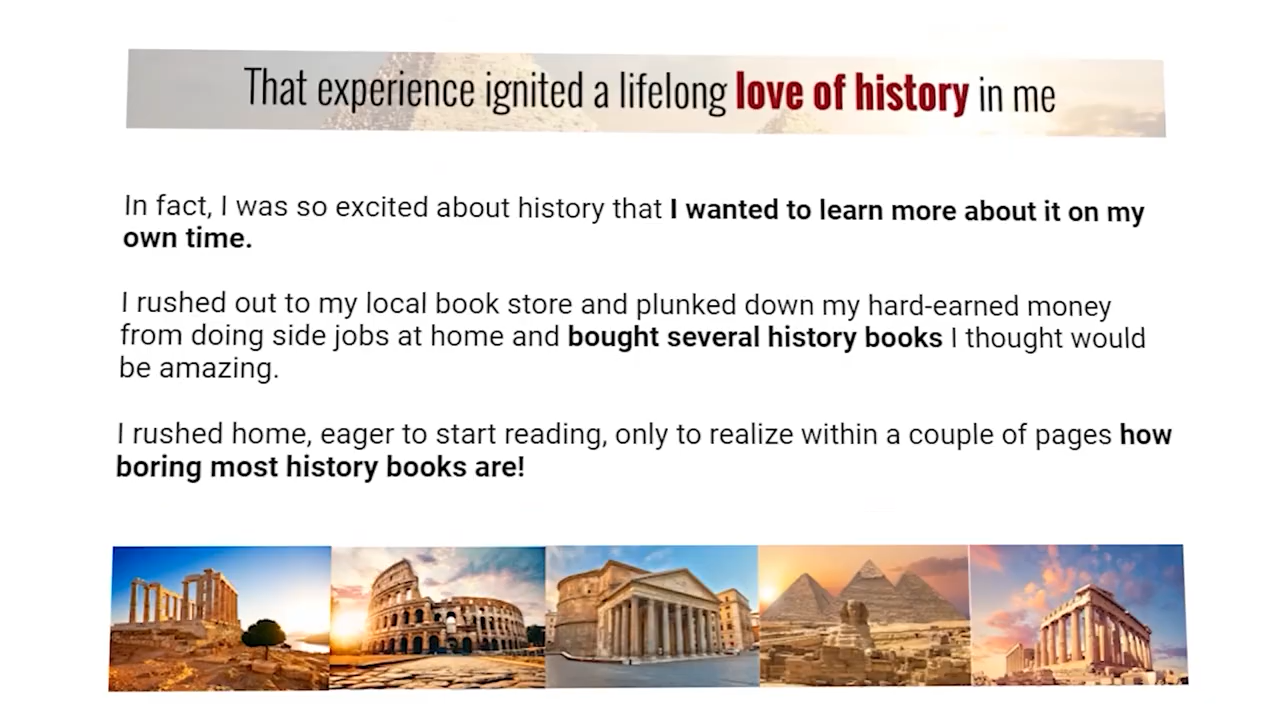 That experience ignited a lifelong love of history in me
In fact, I was so excited about history that I wanted to learn more about it on my
own time.
I rushed out to my local book store and plunked down my hard-earned money
from doing side jobs at home and bought several history books I thought would
be amazing.
I rushed home, eager to start reading, only to realize within a couple of pages how
boring most history books are!